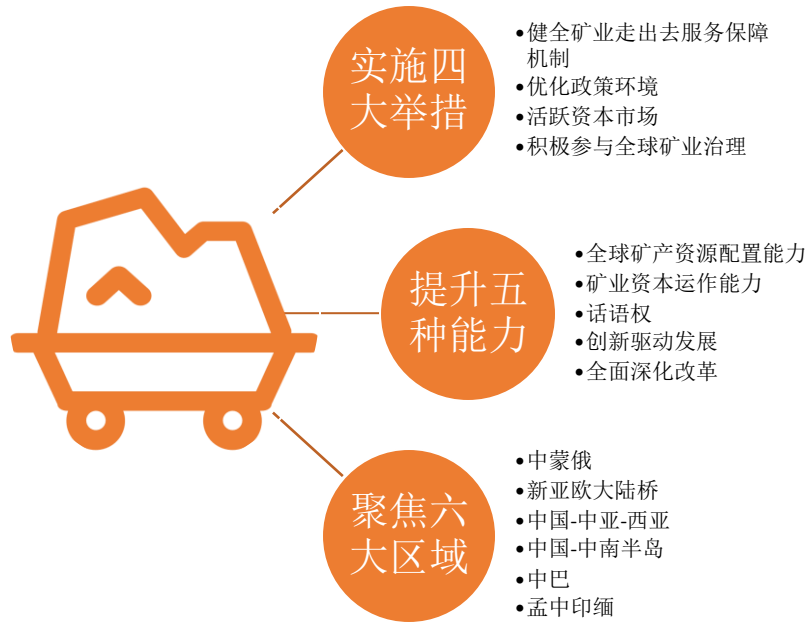 实施四
大举措
•健全矿业走出去服务保障
机制
•优化政策环境
•活跃资本市场
•积极参与全球矿业治理
提升五
种能力
•全球矿产资源配置能力
•矿业资本运作能力
•话语权
•创新驱动发展
•全面深化改革
聚焦六
大区域
•中蒙俄
•新亚欧大陆桥
•中国-中亚-西亚
•中国-中南半岛
•中巴
•孟中印缅